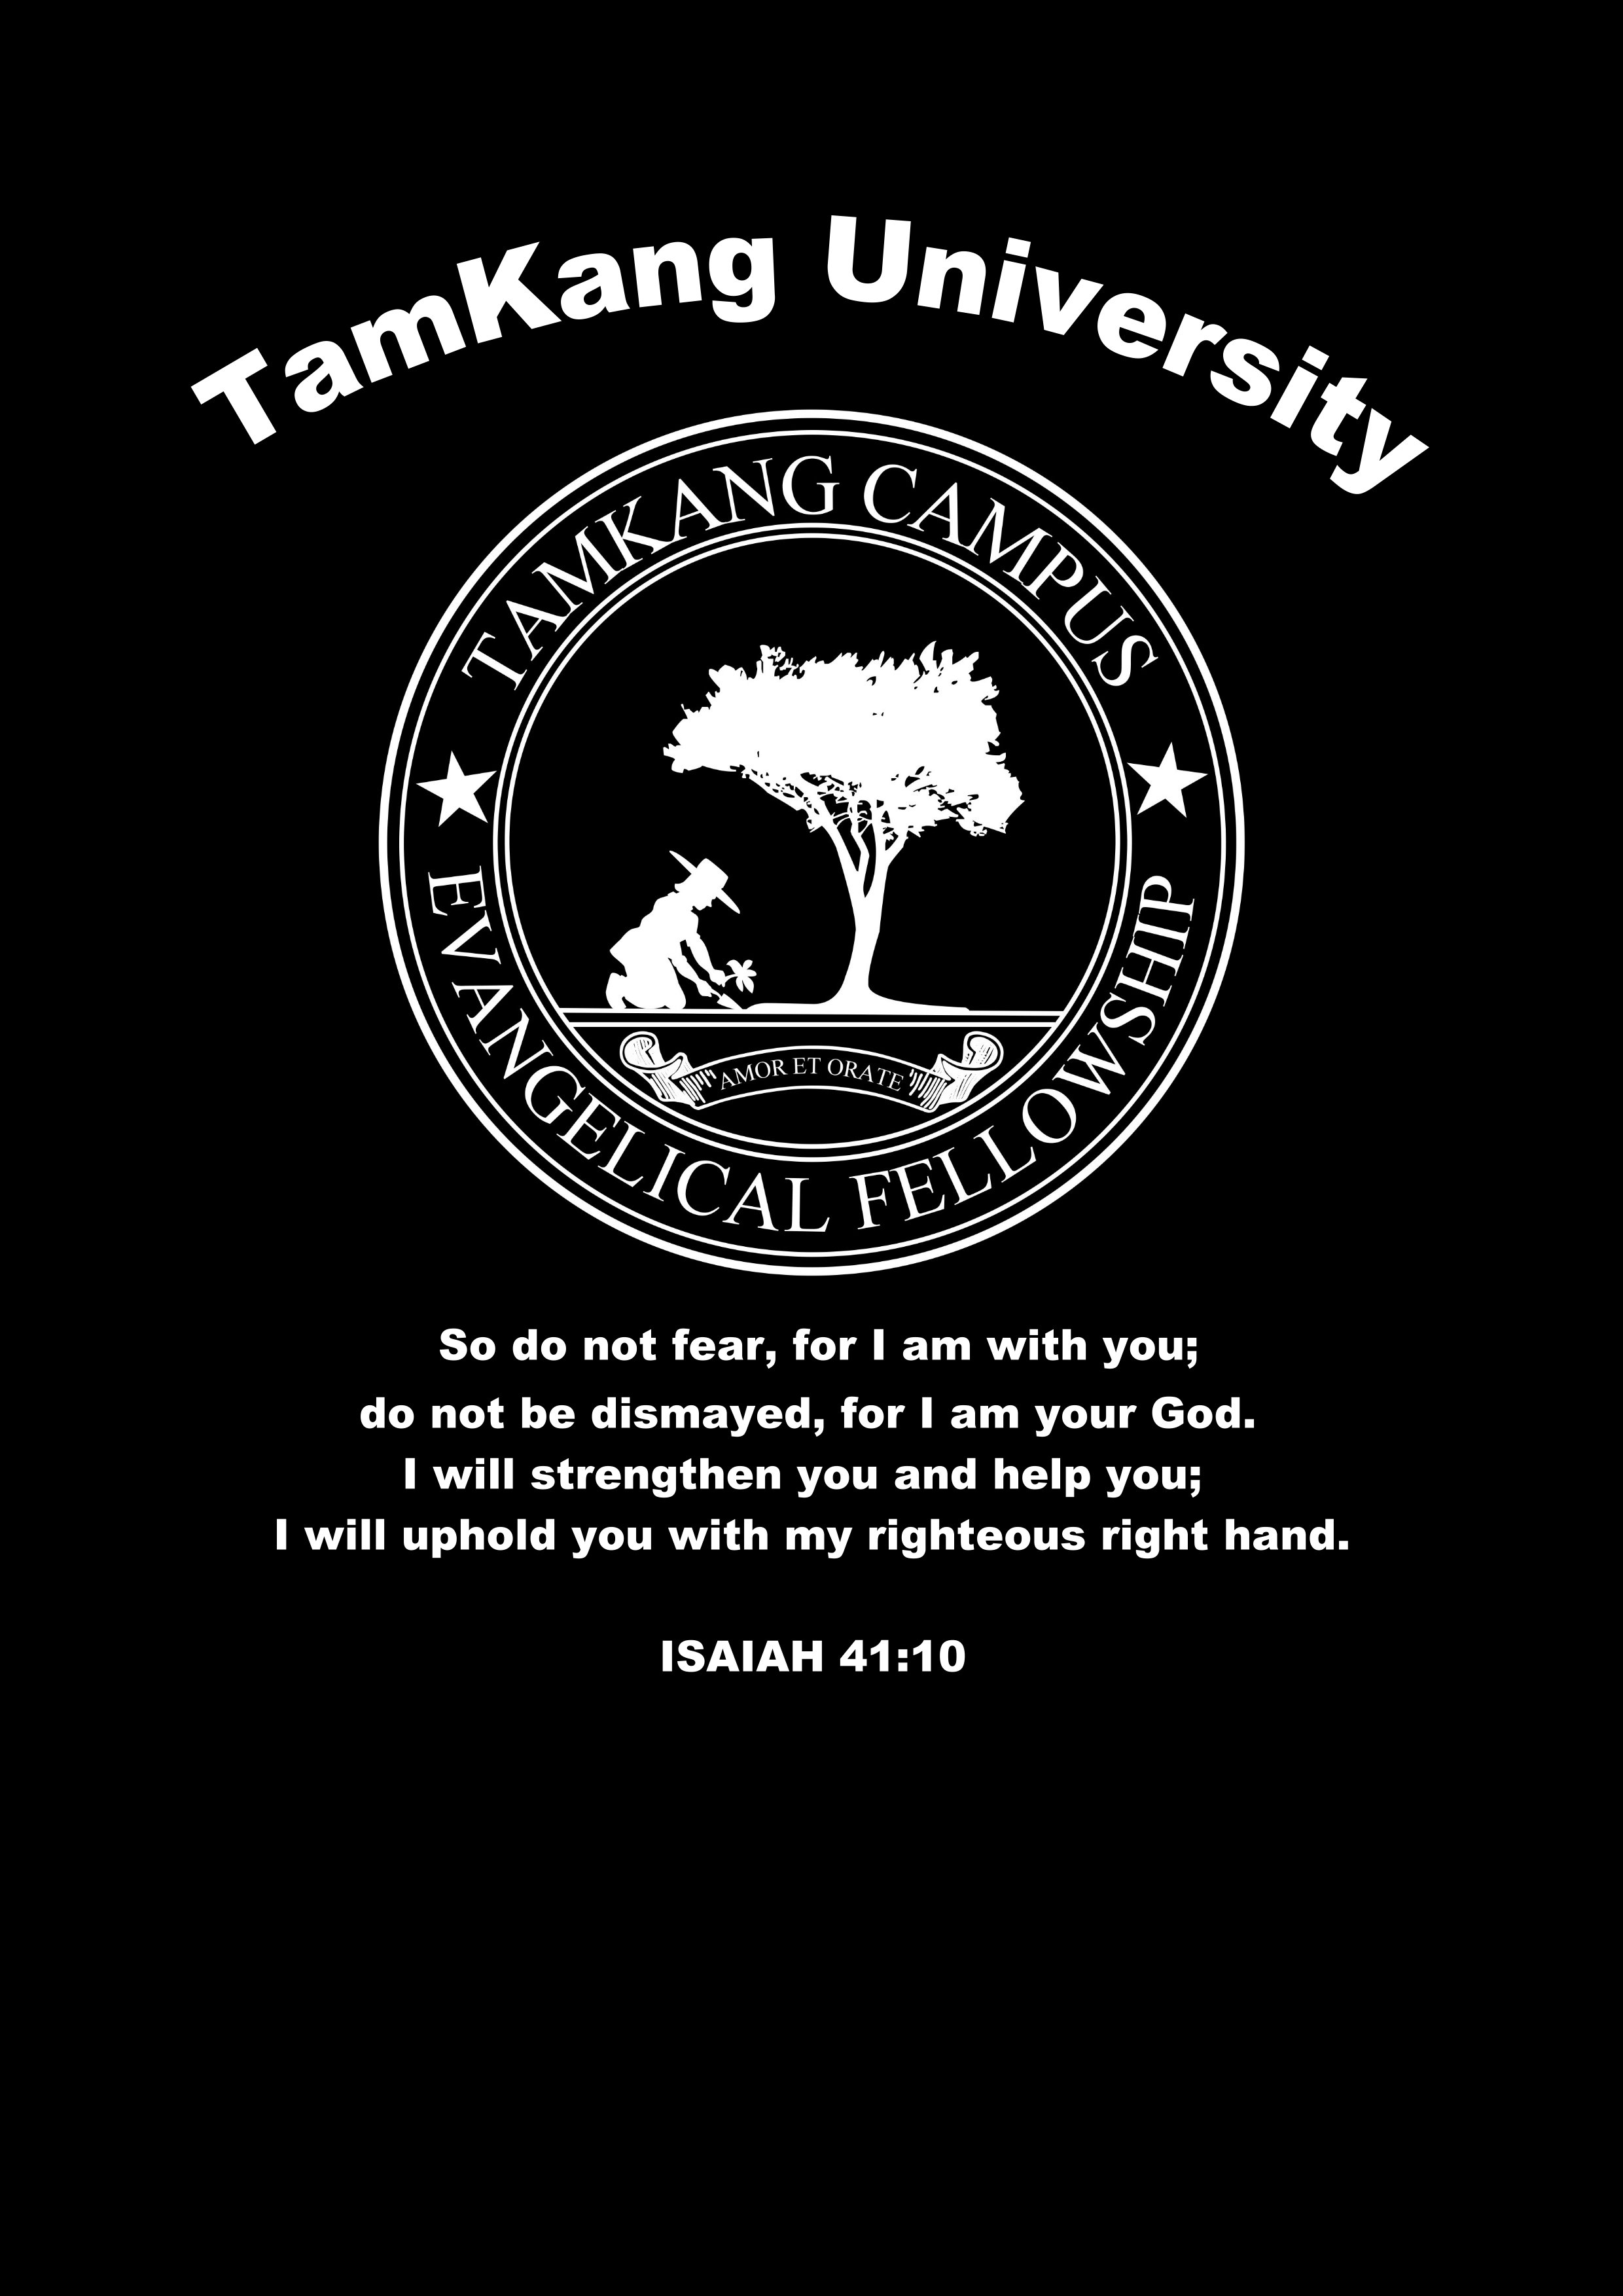 TamKang University
TAMKANG CAMPUS
EVANGELICAL FELLOWSHIP
AMOR ET ORATE
So do not fear, for I am with you;
do not be dismayed, for I am your God.
I will strengthen you and help you;
I will uphold you with my righteous right hand.
ISAIAH 41:10